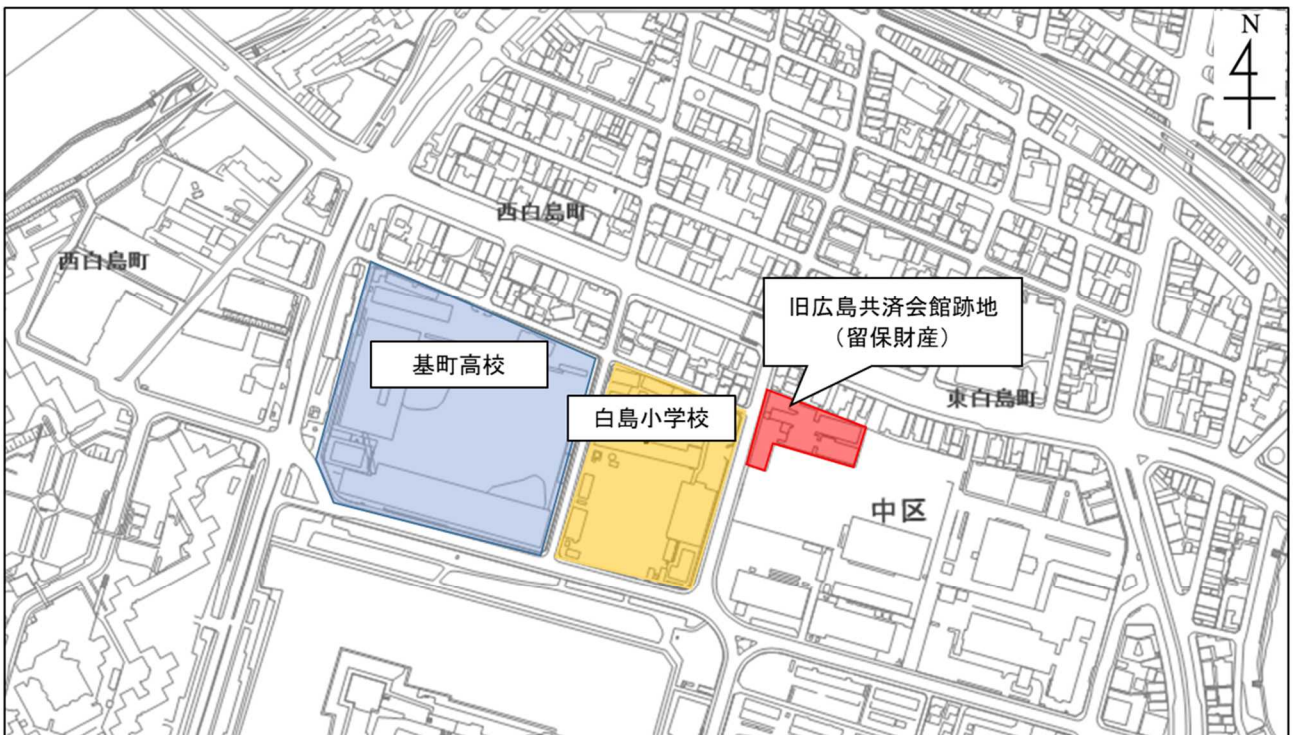 N
西白島町
西白島町
旧広島共済会館跡地
（留保財産）
基町高校
東白島町
白島小学校
中区